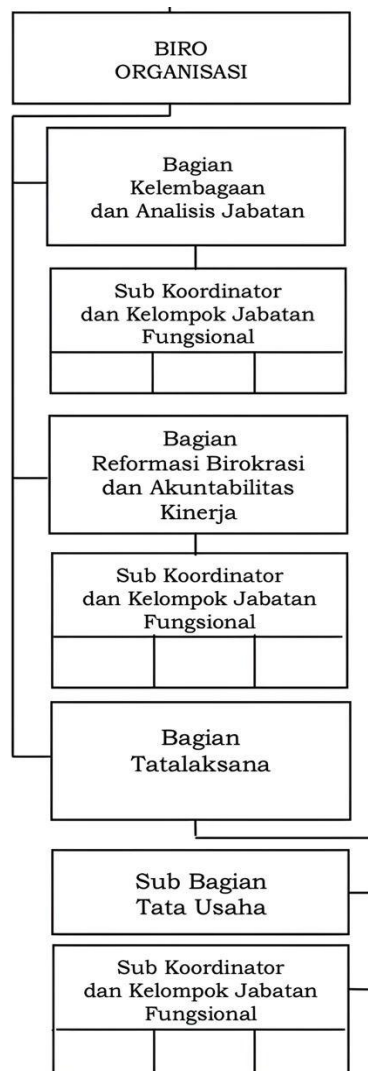 BIRO
ORGANISASI
Bagian
Kelembagaan
dan Analisis Jabatan
Sub Koordinator
dan Kelompok Jabatan
Fungsional
Bagian
Reformasi Birokrasi
dan Akuntabilitas
Kinerja
Sub Koordinator
dan Kelompok Jabatan
Fungsional
Bagian
Tatalaksana
Sub Bagian
Tata Usaha
Sub Koordinator
dan Kelompok Jabatan
Fungsional